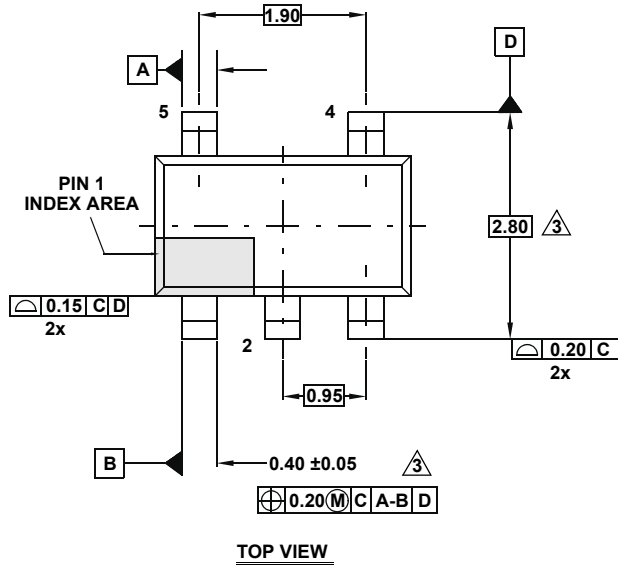 1.90
D
A
5
4
PIN 1
INDEX AREA
2.80 3
0.15 C D
2x
2
0.20 C
2x
0.95
B
0.40 ±0.05
3
0.20 M C A-B D
TOP VIEW